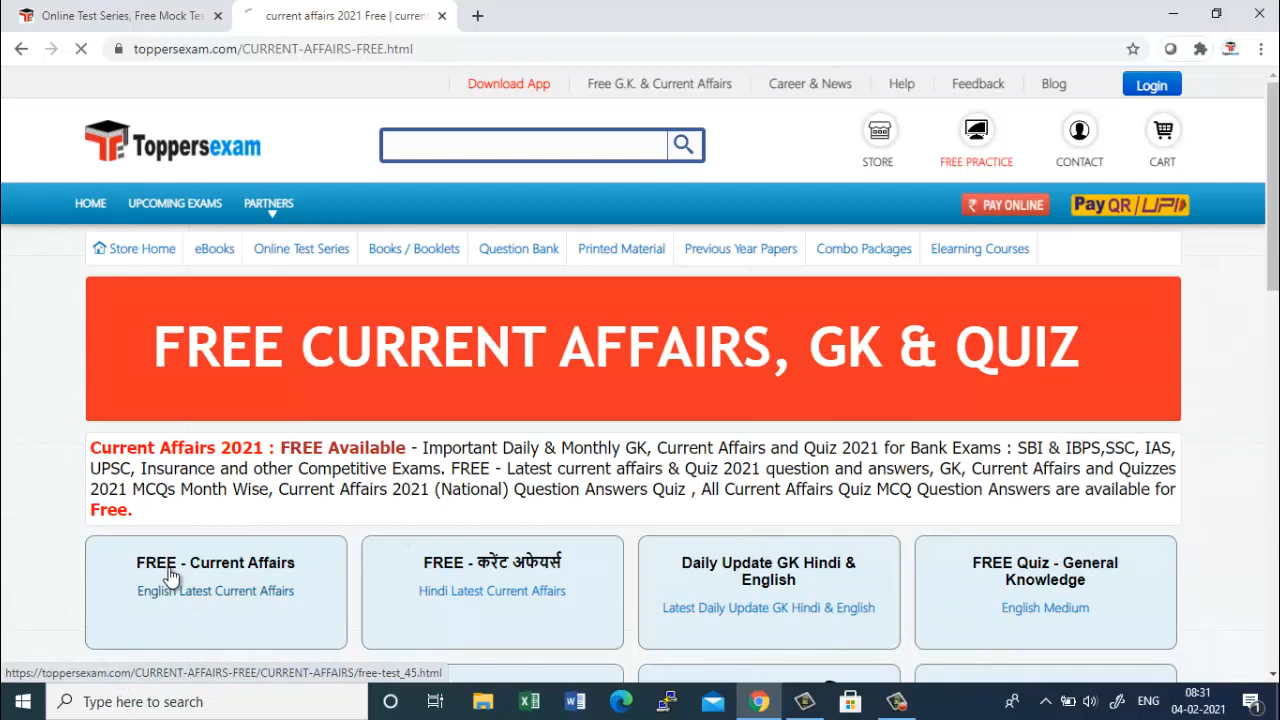 Online Test Series, Free Mock Tes
current affairs 2021 Free | curren
toppersexam.com/CURRENT-AFFAIRS-FREE.html
Download App
Free G.K. & Current Affairs
Career & News
Help
Feedback
Blog
Login
Toppersexam
STORE
FREE PRACTICE
CONTACT
CART
HOME
UPCOMING EXAMS
PARTNERS
₹ PAY ONLINE
Pay QR/UPI
Store Home
eBooks
Online Test Series
Books / Booklets
Question Bank
Printed Material
Previous Year Papers
Combo Packages
Elearning Courses
FREE CURRENT AFFAIRS, GK & QUIZ
Current Affairs 2021 : FREE Available - Important Daily & Monthly GK, Current Affairs and Quiz 2021 for Bank Exams : SBI & IBPS,SSC, IAS,
UPSC, Insurance and other Competitive Exams. FREE - Latest current affairs & Quiz 2021 question and answers, GK, Current Affairs and Quizzes
2021 MCQs Month Wise, Current Affairs 2021 (National) Question Answers Quiz , All Current Affairs Quiz MCQ Question Answers are available for
Free.
FREE - Current Affairs
English Latest Current Affairs
FREE - करेंट अफेयर्स
Hindi Latest Current Affairs
Daily Update GK Hindi &
English
Latest Daily Update GK Hindi & English
FREE Quiz - General
Knowledge
English Medium
https://toppersexam.com/CURRENT-AFFAIRS-FREE/CURRENT-AFFAIRS/free-test_45.html
Type here to search
ENG
08:31
04-02-2021
1